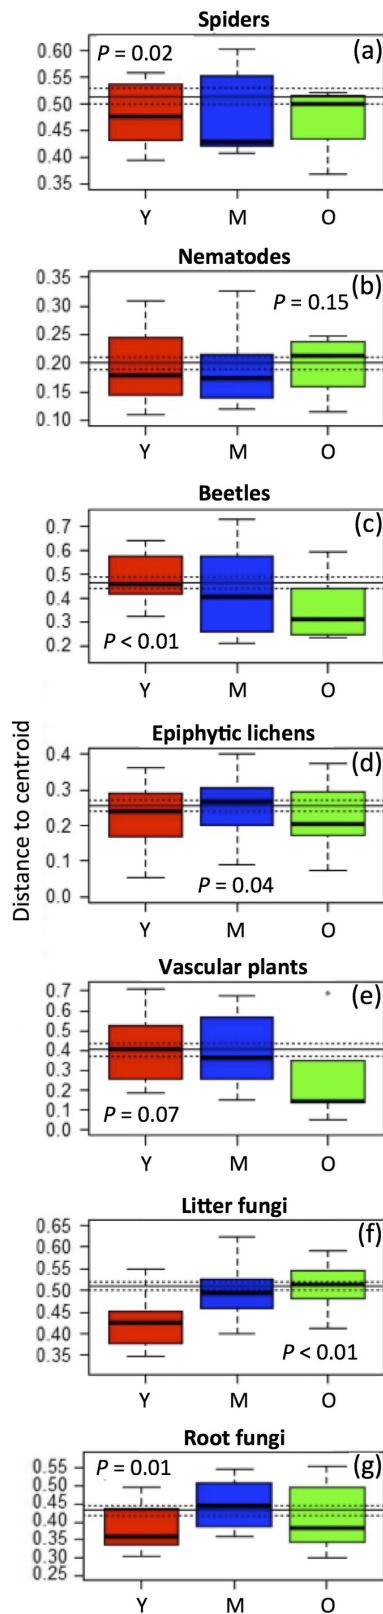 Spiders
P = 0.02
(a)
0.60
0.55
0.50
0.45
0.40
0.35
Y M O
Nematodes
(b)
P = 0.15
0.35
0.30
0.25
0.20
0.15
0.10
Y M O
Beetles
(c)
0.7
0.6
0.5
0.4
0.3
0.2
P < 0.01
Y M O
Distance to centroid
Epiphytic lichens
(d)
0.4
0.3
0.2
0.1
0.0
P = 0.04
Y M O
Vascular plants
(e)
0.7
0.6
0.5
0.4
0.3
0.2
0.1
0.0
P = 0.07
Y M O
Litter fungi
(f)
0.65
0.60
0.55
0.50
0.45
0.40
0.35
P < 0.01
Y M O
Root fungi
P = 0.01
(g)
0.55
0.50
0.45
0.40
0.35
0.30
0.25
Y M O